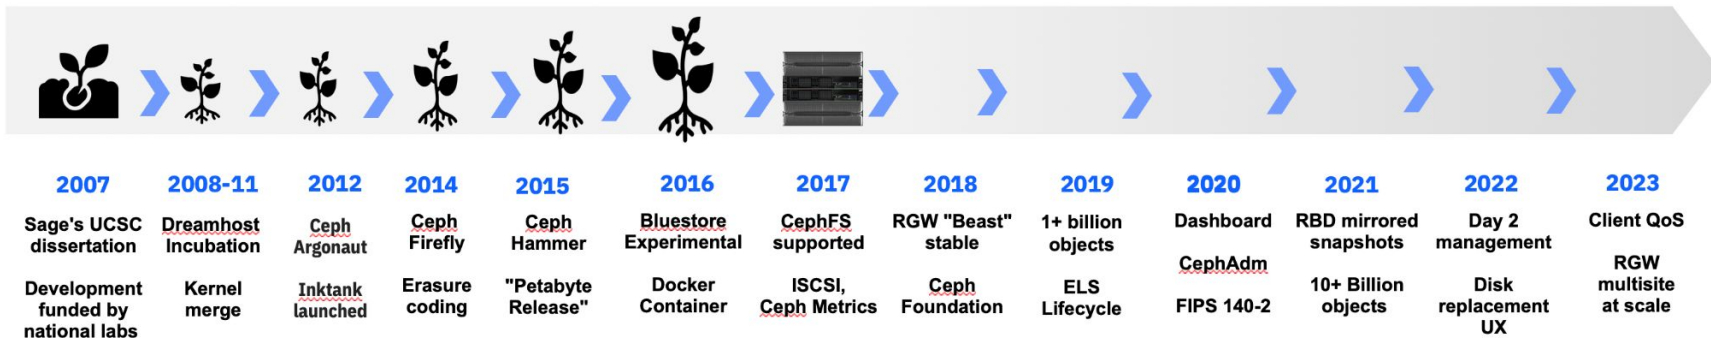 2007
Sage's UCSC
dissertation
Development
funded by
national labs
2008-11
Dreamhost
Incubation
Kernel
merge
2012
Ceph
Argonaut
Inktank
launched
2014
Ceph
Firefly
Erasure
coding
2015
Ceph
Hammer
"Petabyte
Release"
2016
Bluestore
Experimental
Docker
Container
2017
CephFS
supported
ISCSI,
Ceph Metrics
2018
RGW "Beast"
stable
Ceph
Foundation
2019
1+ billion
objects
ELS
Lifecycle
2020
Dashboard
CephAdm
FIPS 140-2
2021
RBD mirrored
snapshots
10+ Billion
objects
2022
Day 2
management
Disk
replacement
UX
2023
Client QoS
RGW
multisite
at scale